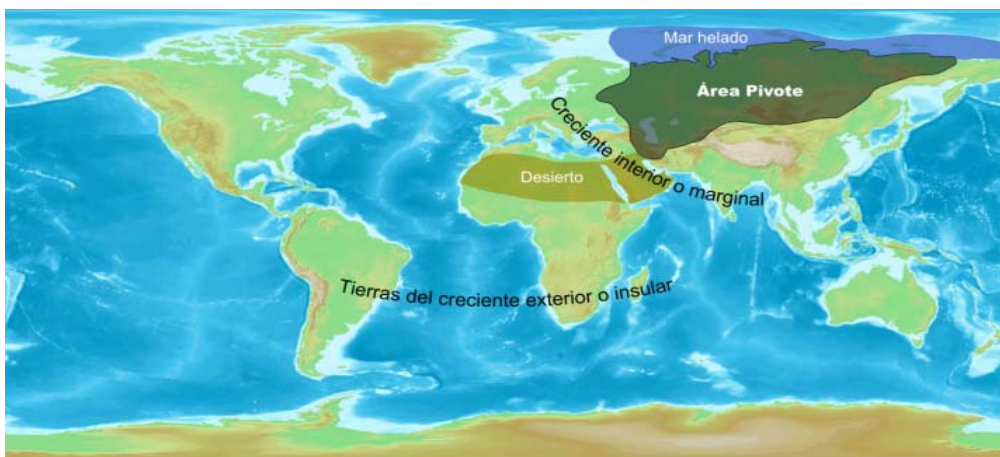 Mar helado
Área Pivote
Creciente interior o marginal
Desierto
Tierras del creciente exterior o insular